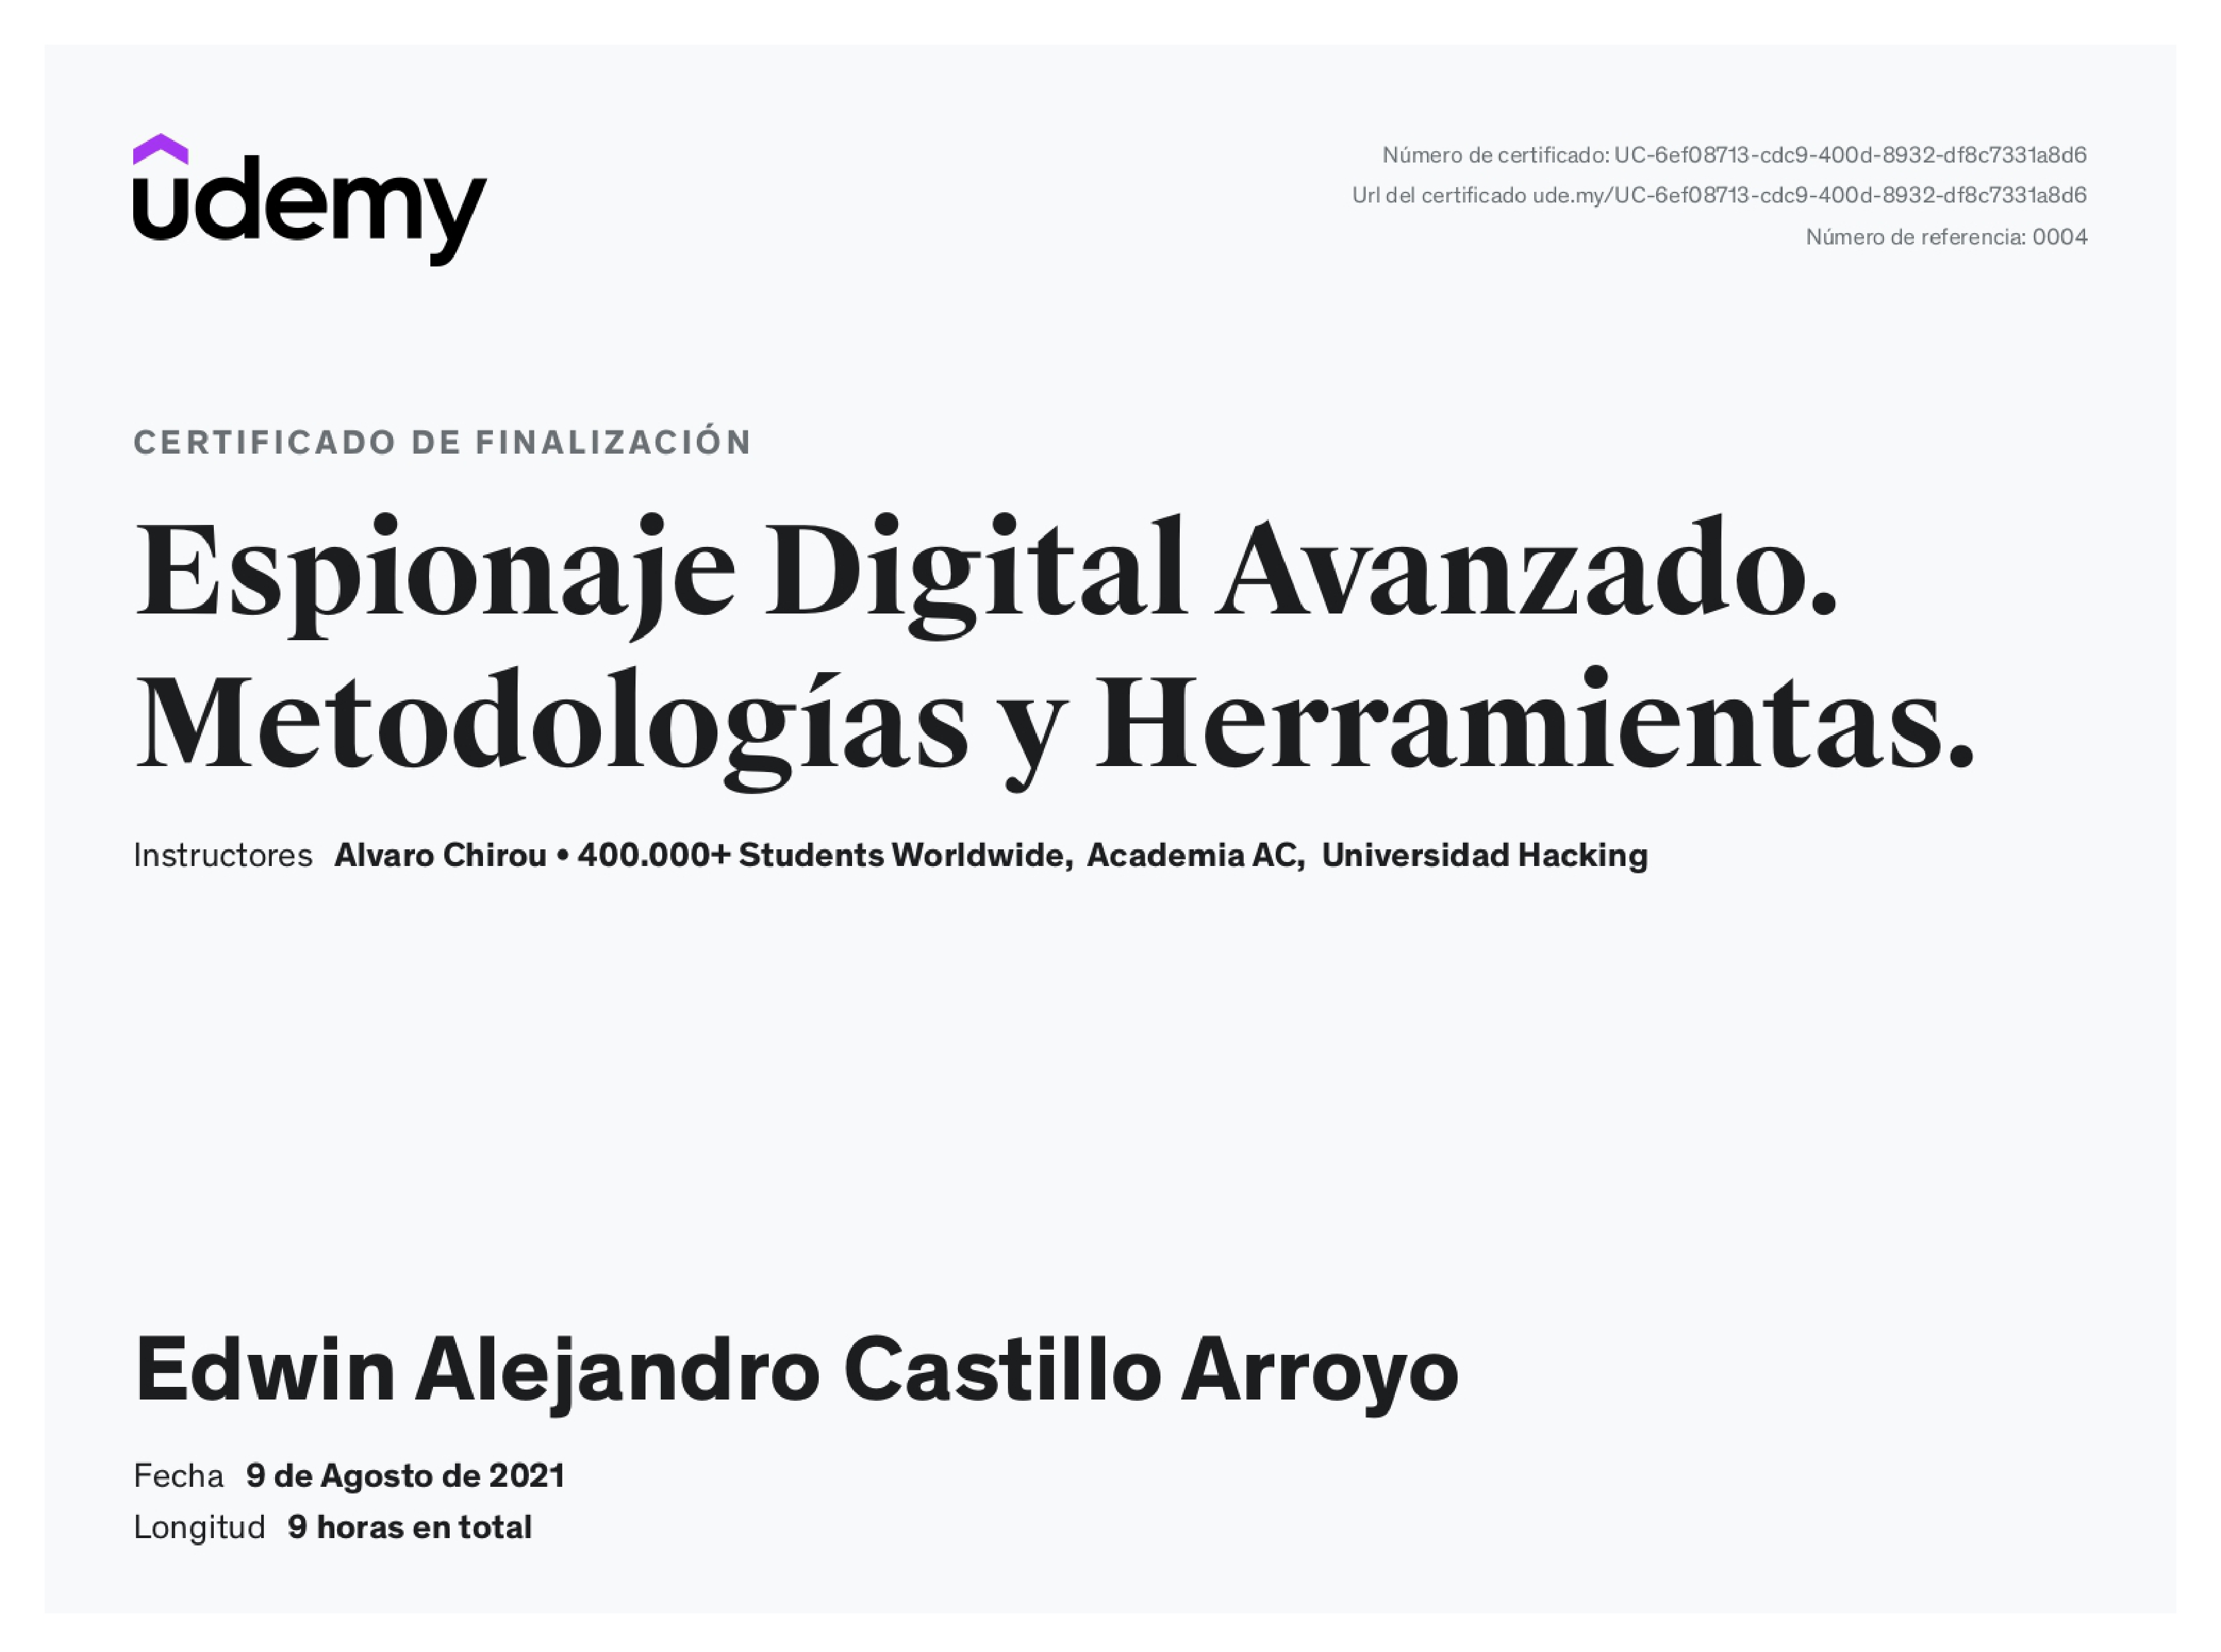 udemy
Número de certificado: UC-6ef08713-cdc9-400d-8932-df8c7331a8d6
Url del certificado ude.my/UC-6ef08713-cdc9-400d-8932-df8c7331a8d6
Número de referencia: 0004
CERTIFICADO DE FINALIZACIÓN
Espionaje Digital Avanzado.
Metodologías y Herramientas.
Instructores Alvaro Chirou • 400.000+ Students Worldwide, Academia AC, Universidad Hacking
Edwin Alejandro Castillo Arroyo
Fecha 9 de Agosto de 2021
Longitud 9 horas en total